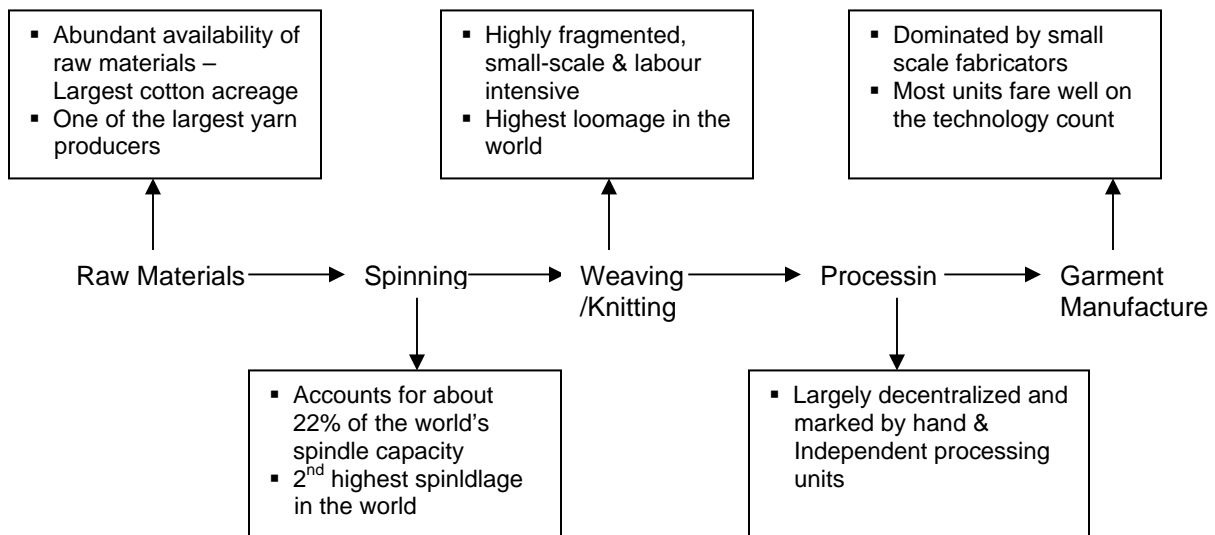 ▪ Abundant availability of
raw materials –
Largest cotton acreage
▪ One of the largest yarn
producers
▪ Highly fragmented,
small-scale & labour
intensive
▪ Highest loomage in the
world
▪ Dominated by small
scale fabricators
▪ Most units fare well on
the technology count
Raw Materials
Spinning
Weaving
/Knitting
Processin
Garment
Manufacture
▪ Accounts for about
22% of the world’s
spindle capacity
▪ 2nd highest spinldlage
in the world
▪ Largely decentralized and
marked by hand &
Independent processing
units